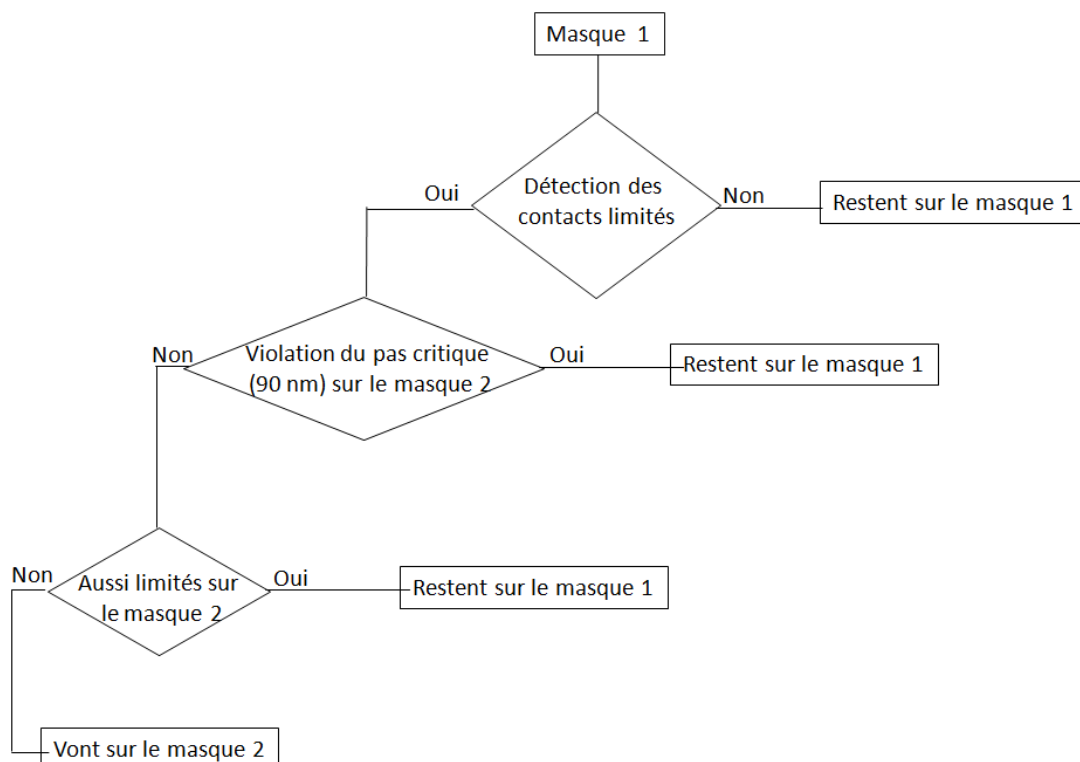 Masque 1
Détection des
contacts limités
Oui
Non
Restent sur le masque 1
Violation du pas critique
(90 nm) sur le masque 2
Non
Oui
Restent sur le masque 1
Aussi limités sur
le masque 2
Non
Oui
Restent sur le masque 1
Vont sur le masque 2